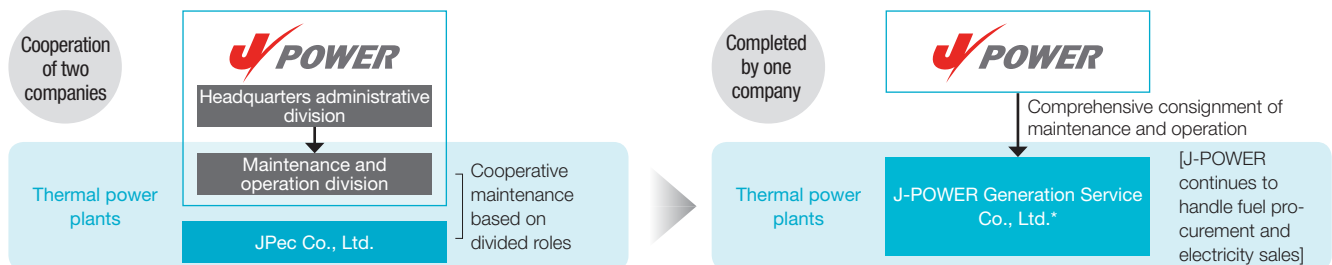 Cooperation
of two
companies
J POWER
Headquarters administrative
division
Maintenance and
operation division
Thermal power
plants
JPec Co., Ltd.
Cooperative
maintenance
based on
divided roles
Completed
by one
company
J POWER
Comprehensive consignment of
maintenance and operation
Thermal power
plants
J-POWER Generation Service
Co., Ltd.*
[J-POWER
continues to
handle fuel pro-
curement and
electricity sales]